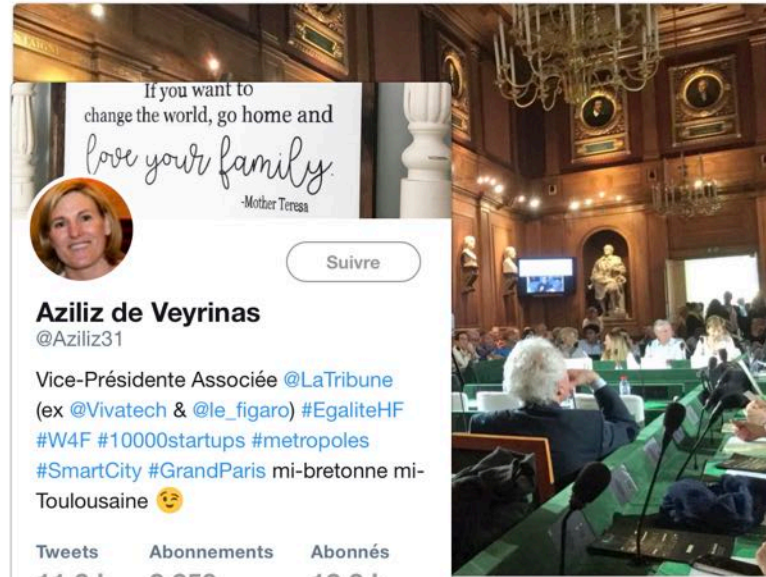 If you want to
change the world, go home and
love your family.
-Mother Teresa
Suivre
Aziliz de Veyrinas
@Aziliz31
Vice-Présidente Associée @LaTribune
(ex @Vivatech & @le_figaro) #EgaliteHF
#W4F #10000startups #metropoles
#SmartCity #GrandParis mi-bretonne mi-
Toulousaine 😉
Tweets Abonnements Abonnés